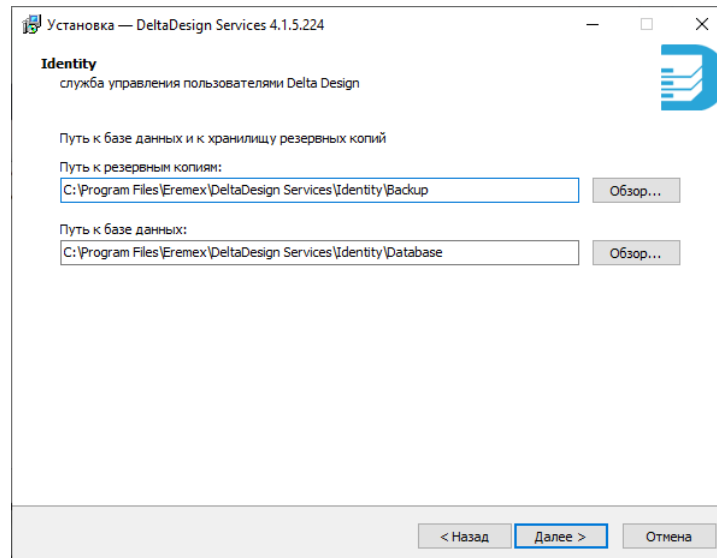 Установка — DeltaDesign Services 4.1.5.224
Identity
служба управления пользователями Delta Design
Путь к базе данных и к хранилищу резервных копий
Путь к резервным копиям:
C:\Program Files\Eremex\DeltaDesign Services\Identity\Backup
Обзор...
Путь к базе данных:
C:\Program Files\Eremex\DeltaDesign Services\Identity\Database
Обзор...
< Назад
Далее >
Отмена